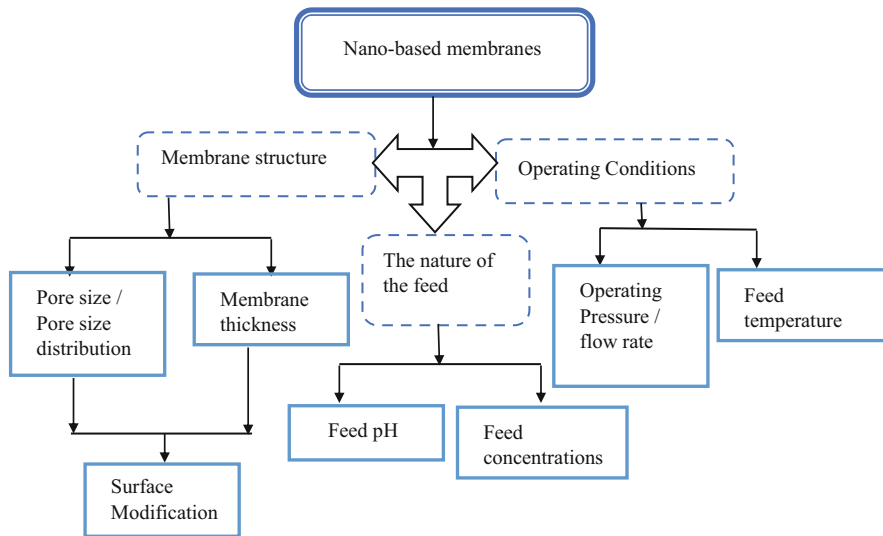 Nano-based membranes
Membrane structure
Operating Conditions
The nature of
the feed
Pore size /
Pore size
distribution
Membrane
thickness
Operating
Pressure /
flow rate
Feed
temperature
Feed pH
Feed
concentrations
Surface
Modification